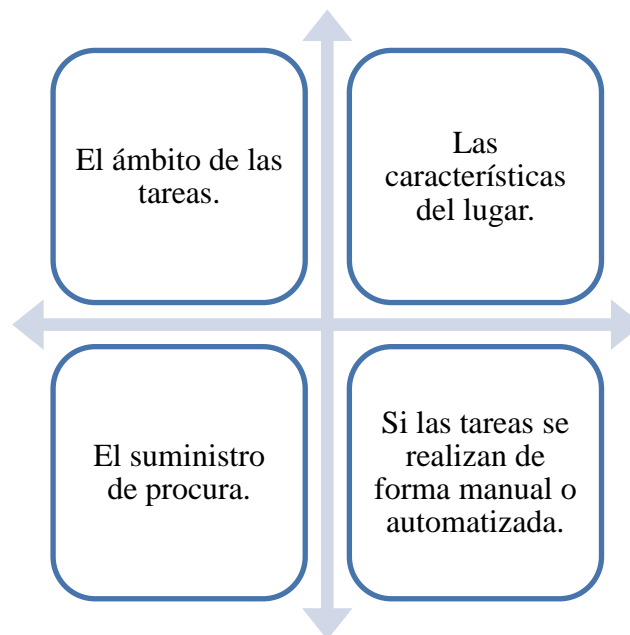 El ámbito de las
tareas.
Las
características
del lugar.
El suministro
de procura.
Si las tareas se
realizan de
forma manual o
automatizada.